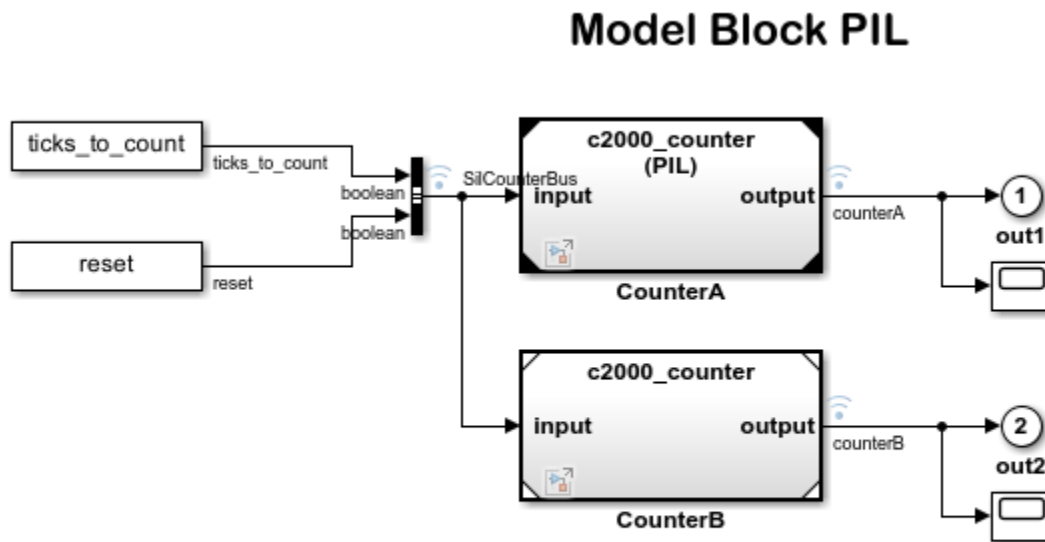 Model Block PIL
ticks_to_count
ticks_to_count
boolean
SilCounterBus
boolean
reset
reset
c2000_counter
(PIL)
input
output
counterA
1
out1
CounterA
c2000_counter
input
output
counterB
2
out2
CounterB